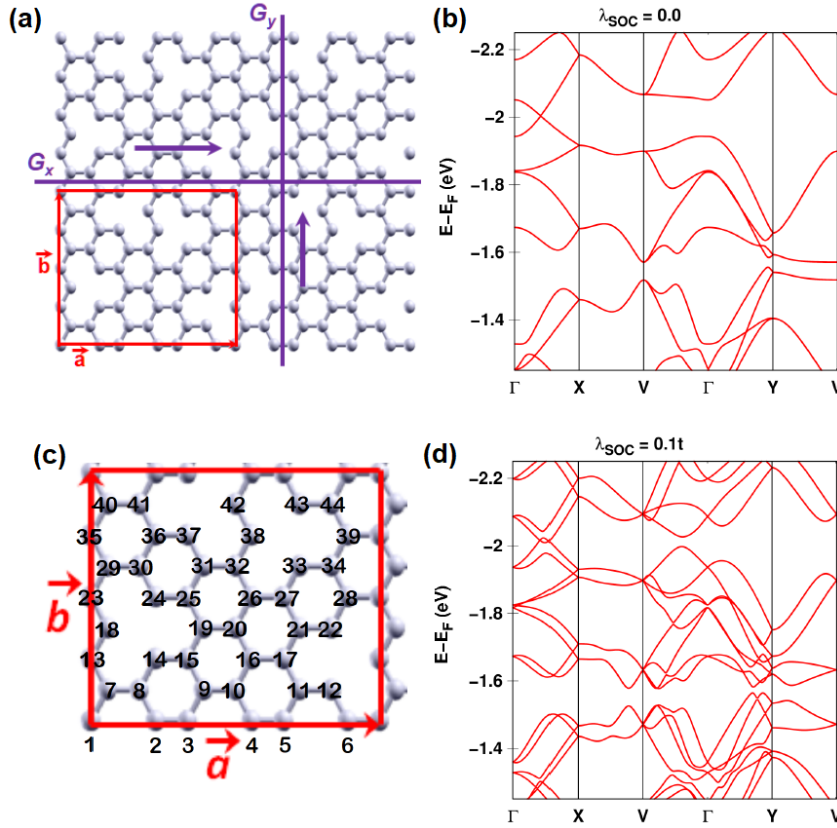 (a)
G_y
G_x
b
a
(b)
λ_SOC = 0.0
E−E_F (eV)
−2.2
−2
−1.8
−1.6
−1.4
Γ X V Γ Y V
(c)
40 41 42 43 44
35 36 37 38 39
29 30 31 32 33 34
23 24 25 26 27 28
18 19 20 21 22
13 14 15 16 17
7 8 9 10 11 12
1 2 3 4 5 6
b
a
(d)
λ_SOC = 0.1t
E−E_F (eV)
−2.2
−2
−1.8
−1.6
−1.4
Γ X V Γ Y V